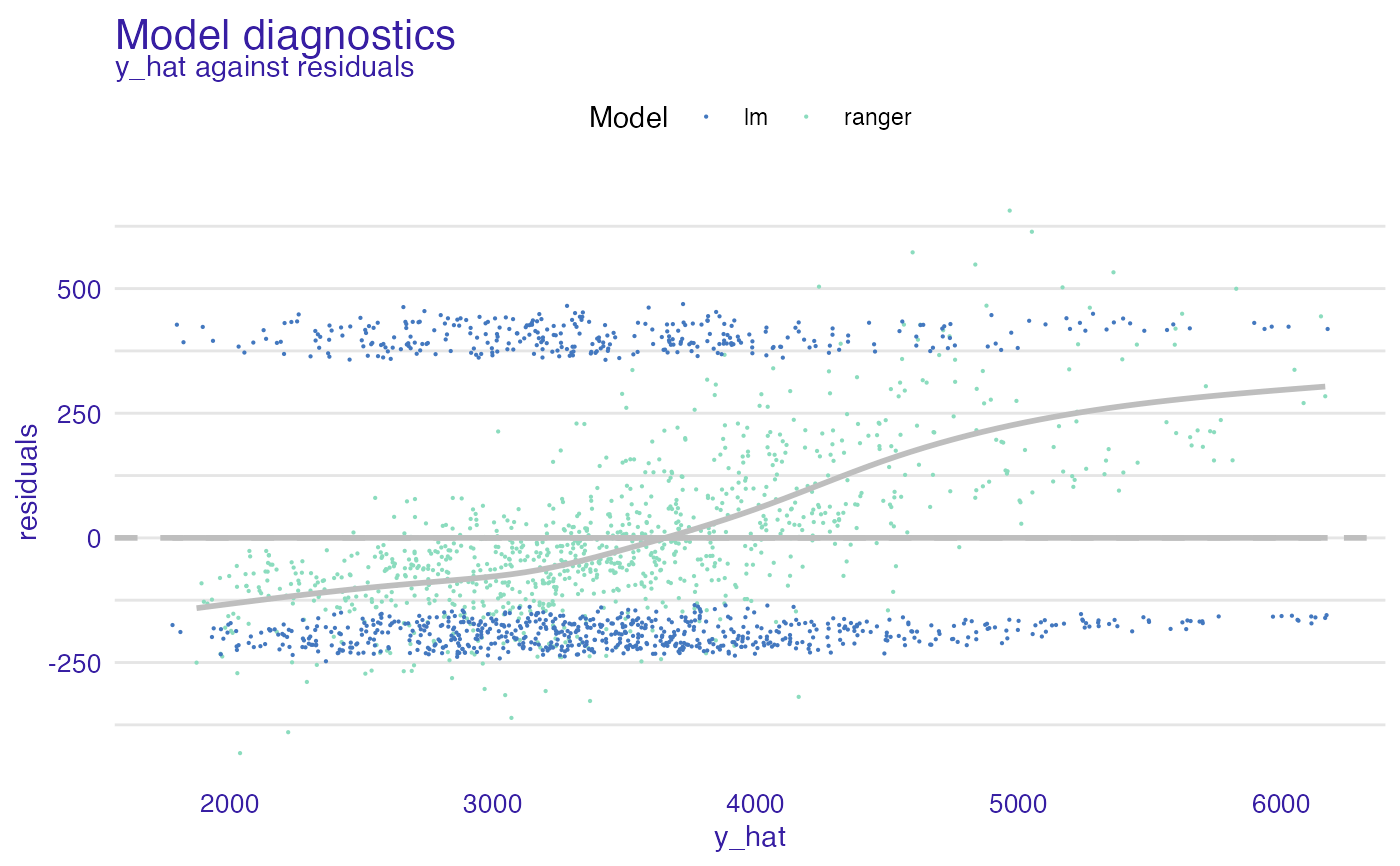 Model diagnostics
y_hat against residuals
Model lm ranger
500
250
0
-250
residuals
2000 3000 4000 5000 6000
y_hat